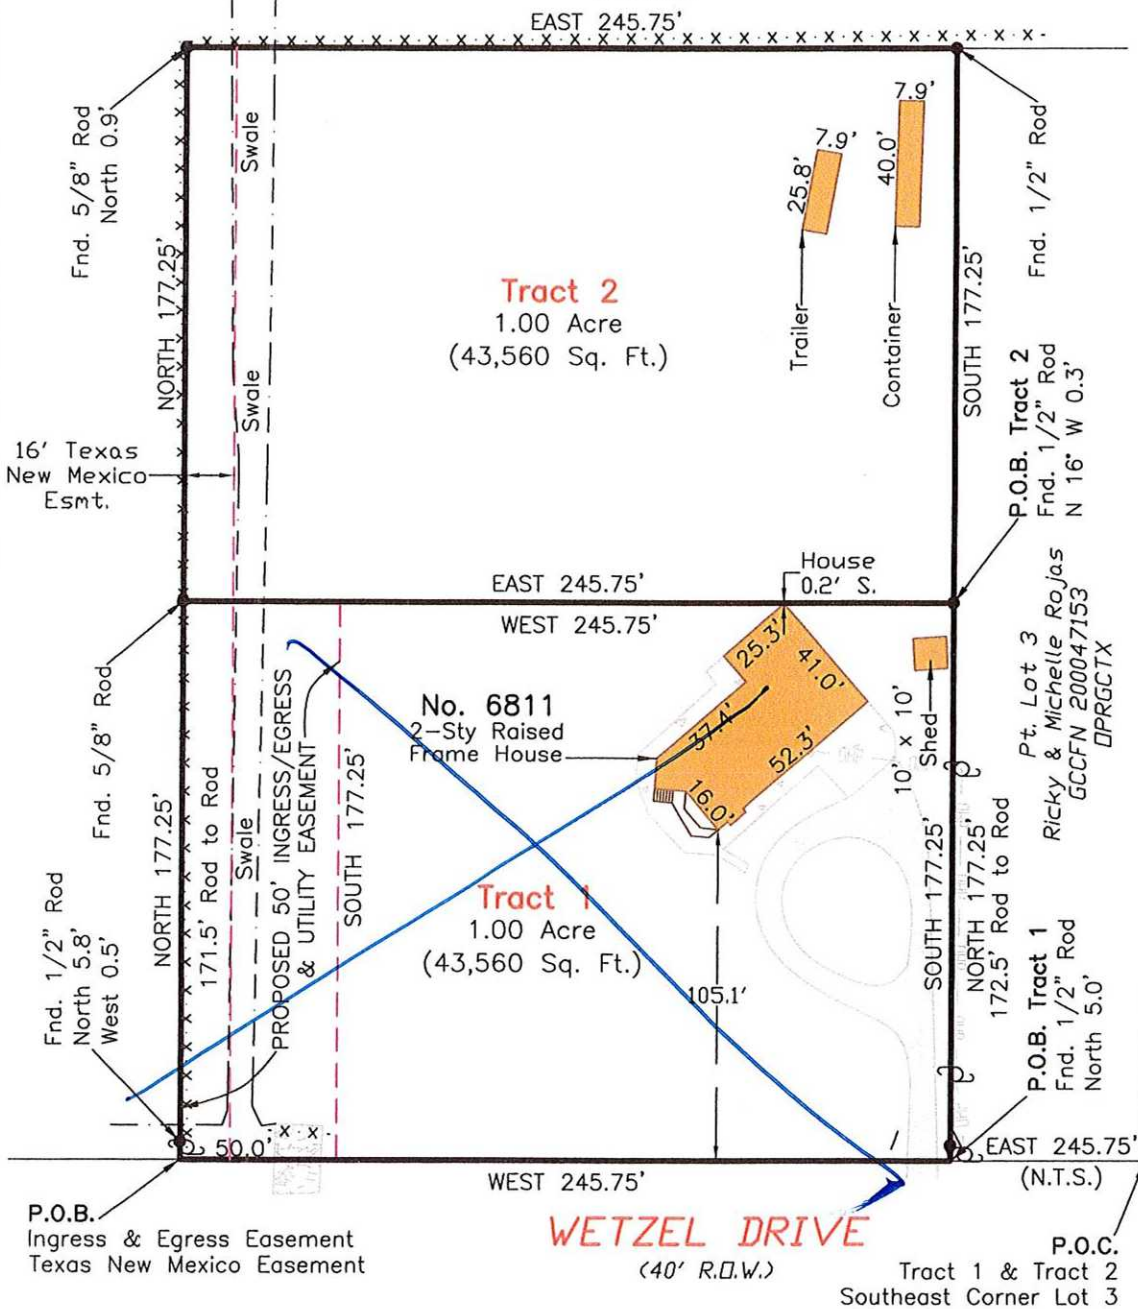 EAST 245.75'
Fnd. 5/8" Rod
North 0.9'
Swale
7.9'
7.9'
25.8'
40.0'
Fnd. 1/2" Rod
NORTH 177.25'
Tract 2
1.00 Acre
(43,560 Sq. Ft.)
Trailer
Container
SOUTH 177.25'
Swale
16' Texas
New Mexico
Esmt.
P.O.B. Tract 2
Fnd. 1/2" Rod
N 16° W 0.3'
EAST 245.75'
House
0.2' S.
WEST 245.75'
Fnd. 5/8" Rod
25.3'
41.0'
No. 6811
2-Sty Raised
Frame House
37.4'
52.3'
16.0'
10' x 10'
Shed
Pt. Lot 3
Ricky & Michelle Rojas
GCCFN 200047153
OPRGCTX
NORTH 177.25'
171.5' Rod to Rod
Swale
PROPOSED 50' INGRESS/EGRESS
& UTILITY EASEMENT
SOUTH 177.25'
Tract 1
1.00 Acre
(43,560 Sq. Ft.)
105.1'
SOUTH 177.25'
NORTH 177.25'
172.5' Rod to Rod
Fnd. 1/2" Rod
North 5.8'
West 0.5'
P.O.B. Tract 1
Fnd. 1/2" Rod
North 5.0'
50.0'
EAST 245.75'
(N.T.S.)
WEST 245.75'
P.O.B.
Ingress & Egress Easement
Texas New Mexico Easement
WETZEL DRIVE
(40' R.O.W.)
P.O.C.
Tract 1 & Tract 2
Southeast Corner Lot 3